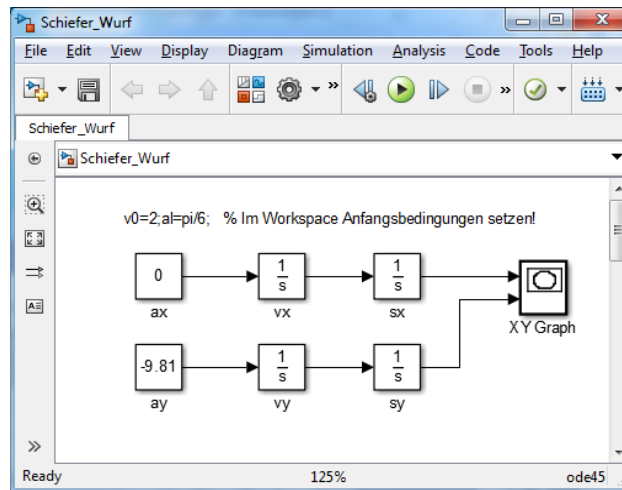 Schiefer_Wurf
File Edit View Display Diagram Simulation Analysis Code Tools Help
» »
Schiefer_Wurf
Schiefer_Wurf
v0=2;al=pi/6; % Im Workspace Anfangsbedingungen setzen!
0 1/s 1/s
ax vx sx
XY Graph
-9.81 1/s 1/s
ay vy sy
»
Ready 125% ode45